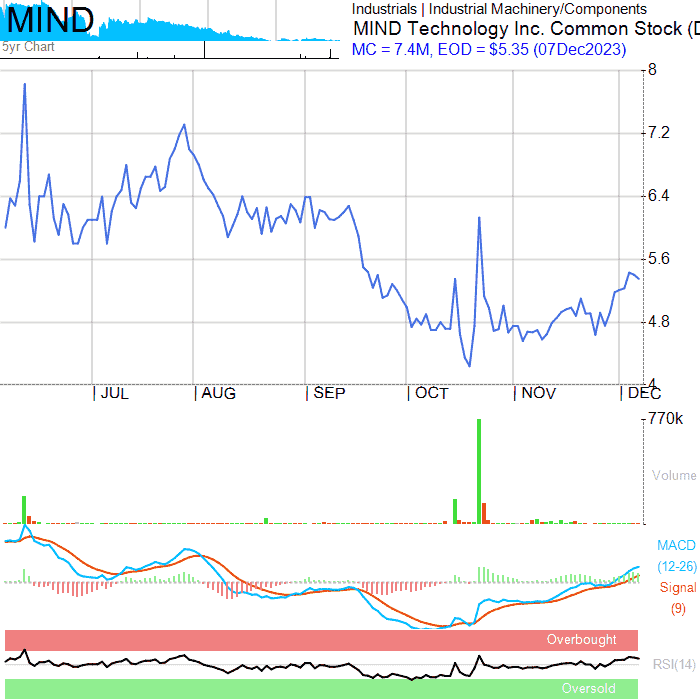 MIND
5yr Chart
Industrials | Industrial Machinery/Components
MIND Technology Inc. Common Stock (D
MC = 7.4M, EOD = $5.35 (07Dec2023)
8
7.2
6.4
5.6
4.8
4
JUL AUG SEP OCT NOV DEC
770k
Volume
MACD
(12-26)
Signal
(9)
Overbought
RSI(14)
Oversold